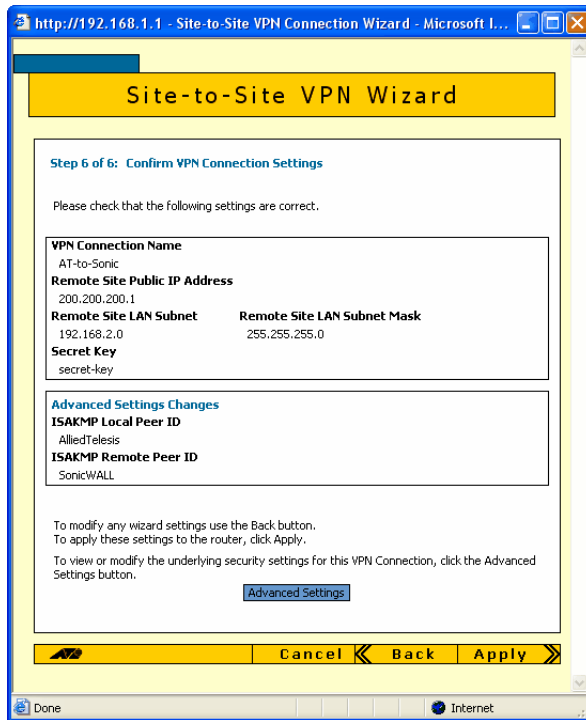 http://192.168.1.1 - Site-to-Site VPN Connection Wizard - Microsoft I...
Site-to-Site VPN Wizard
Step 6 of 6: Confirm VPN Connection Settings
Please check that the following settings are correct.
VPN Connection Name
AT-to-Sonic
Remote Site Public IP Address
200.200.200.1
Remote Site LAN Subnet Remote Site LAN Subnet Mask
192.168.2.0 255.255.255.0
Secret Key
secret-key
Advanced Settings Changes
ISAKMP Local Peer ID
AlliedTelesis
ISAKMP Remote Peer ID
SonicWALL
To modify any wizard settings use the Back button.
To apply these settings to the router, click Apply.
To view or modify the underlying security settings for this VPN Connection, click the Advanced
Settings button.
Advanced Settings
Cancel Back Apply
Done Internet